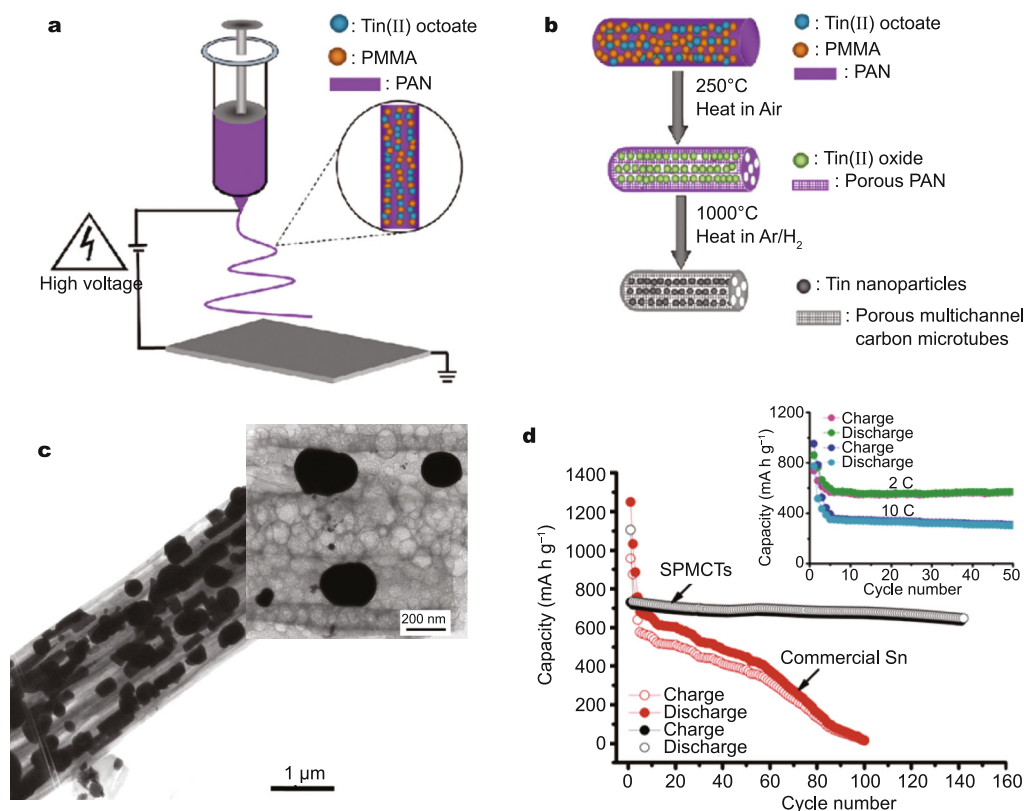 a
: Tin(II) octoate
: PMMA
: PAN
High voltage
b
: Tin(II) octoate
: PMMA
: PAN
250°C
Heat in Air
: Tin(II) oxide
: Porous PAN
1000°C
Heat in Ar/H₂
: Tin nanoparticles
: Porous multichannel
carbon microtubes
c
200 nm
1 µm
d
Capacity (mA h g⁻¹)
1400
1200
1000
800
600
400
200
0
SPMCTs
Commercial Sn
Charge
Discharge
Charge
Discharge
0 20 40 60 80 100 120 140 160
Cycle number
Capacity (mA h g⁻¹)
1200
800
400
0
Charge
Discharge
Charge
Discharge
2 C
10 C
0 10 20 30 40 50
Cycle number